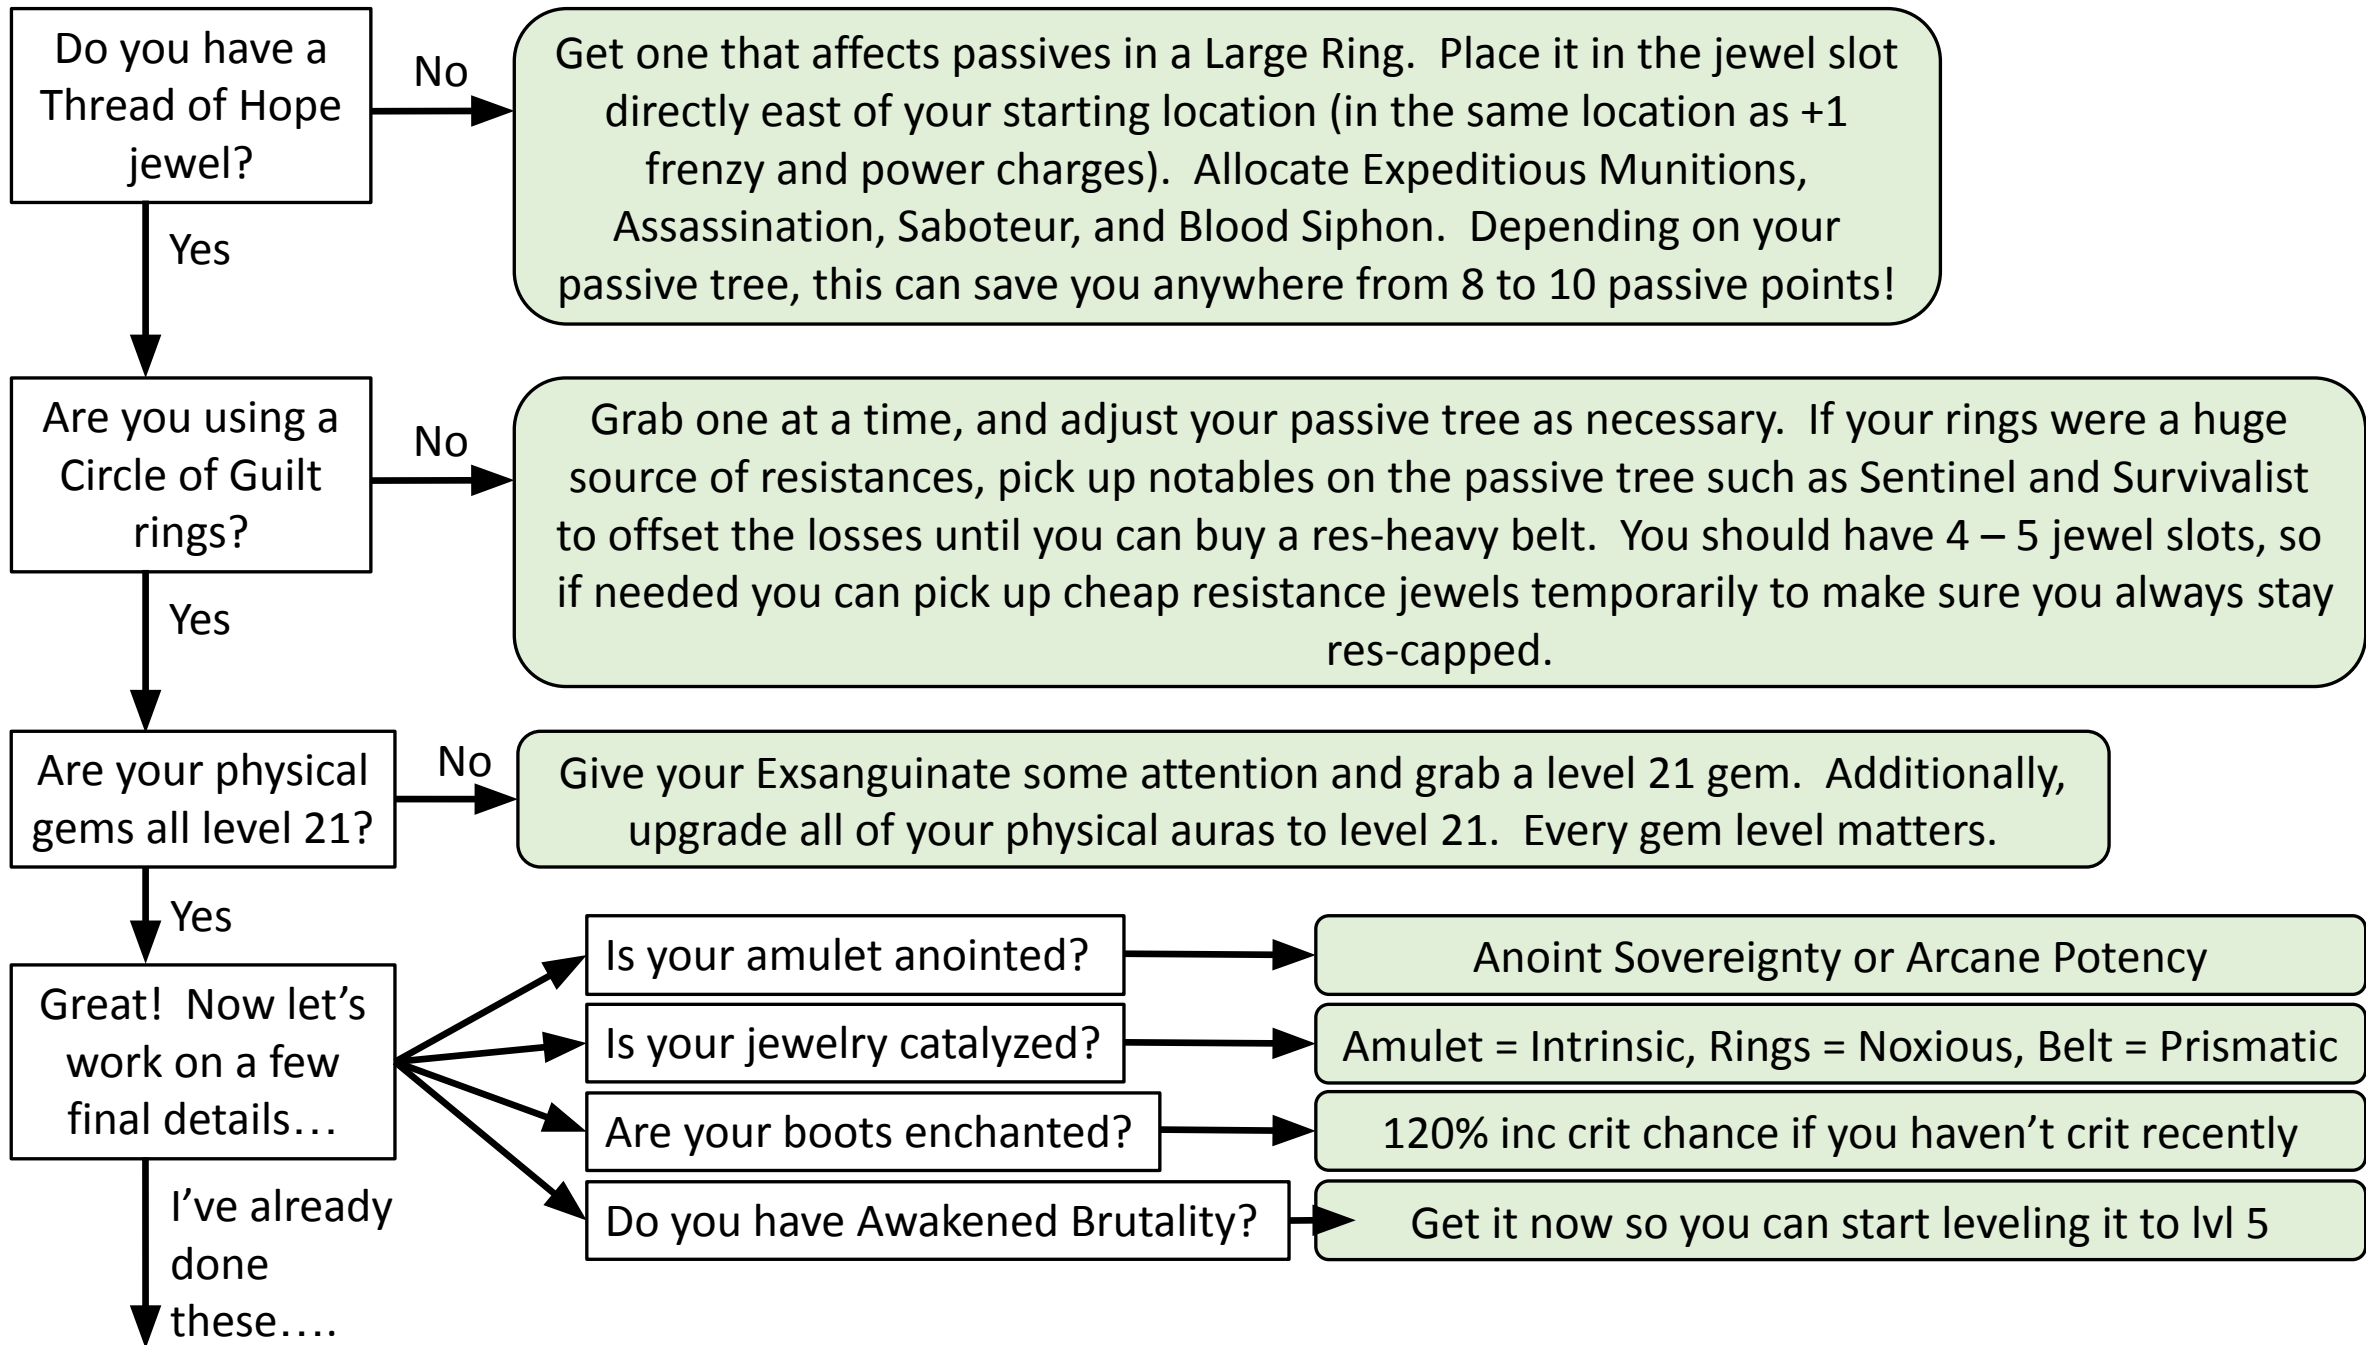 Do you have a
Thread of Hope
jewel?
No
Get one that affects passives in a Large Ring.  Place it in the jewel slot
directly east of your starting location (in the same location as +1
frenzy and power charges).  Allocate Expeditious Munitions,
Assassination, Saboteur, and Blood Siphon.  Depending on your
passive tree, this can save you anywhere from 8 to 10 passive points!
Yes
Are you using a
Circle of Guilt
rings?
No
Grab one at a time, and adjust your passive tree as necessary.  If your rings were a huge
source of resistances, pick up notables on the passive tree such as Sentinel and Survivalist
to offset the losses until you can buy a res-heavy belt.  You should have 4 – 5 jewel slots, so
if needed you can pick up cheap resistance jewels temporarily to make sure you always stay
res-capped.
Yes
Are your physical
gems all level 21?
No
Give your Exsanguinate some attention and grab a level 21 gem.  Additionally,
upgrade all of your physical auras to level 21.  Every gem level matters.
Yes
Great!  Now let’s
work on a few
final details…
Is your amulet anointed?
Anoint Sovereignty or Arcane Potency
Is your jewelry catalyzed?
Amulet = Intrinsic, Rings = Noxious, Belt = Prismatic
Are your boots enchanted?
120% inc crit chance if you haven’t crit recently
Do you have Awakened Brutality?
Get it now so you can start leveling it to lvl 5
I’ve already
done
these….